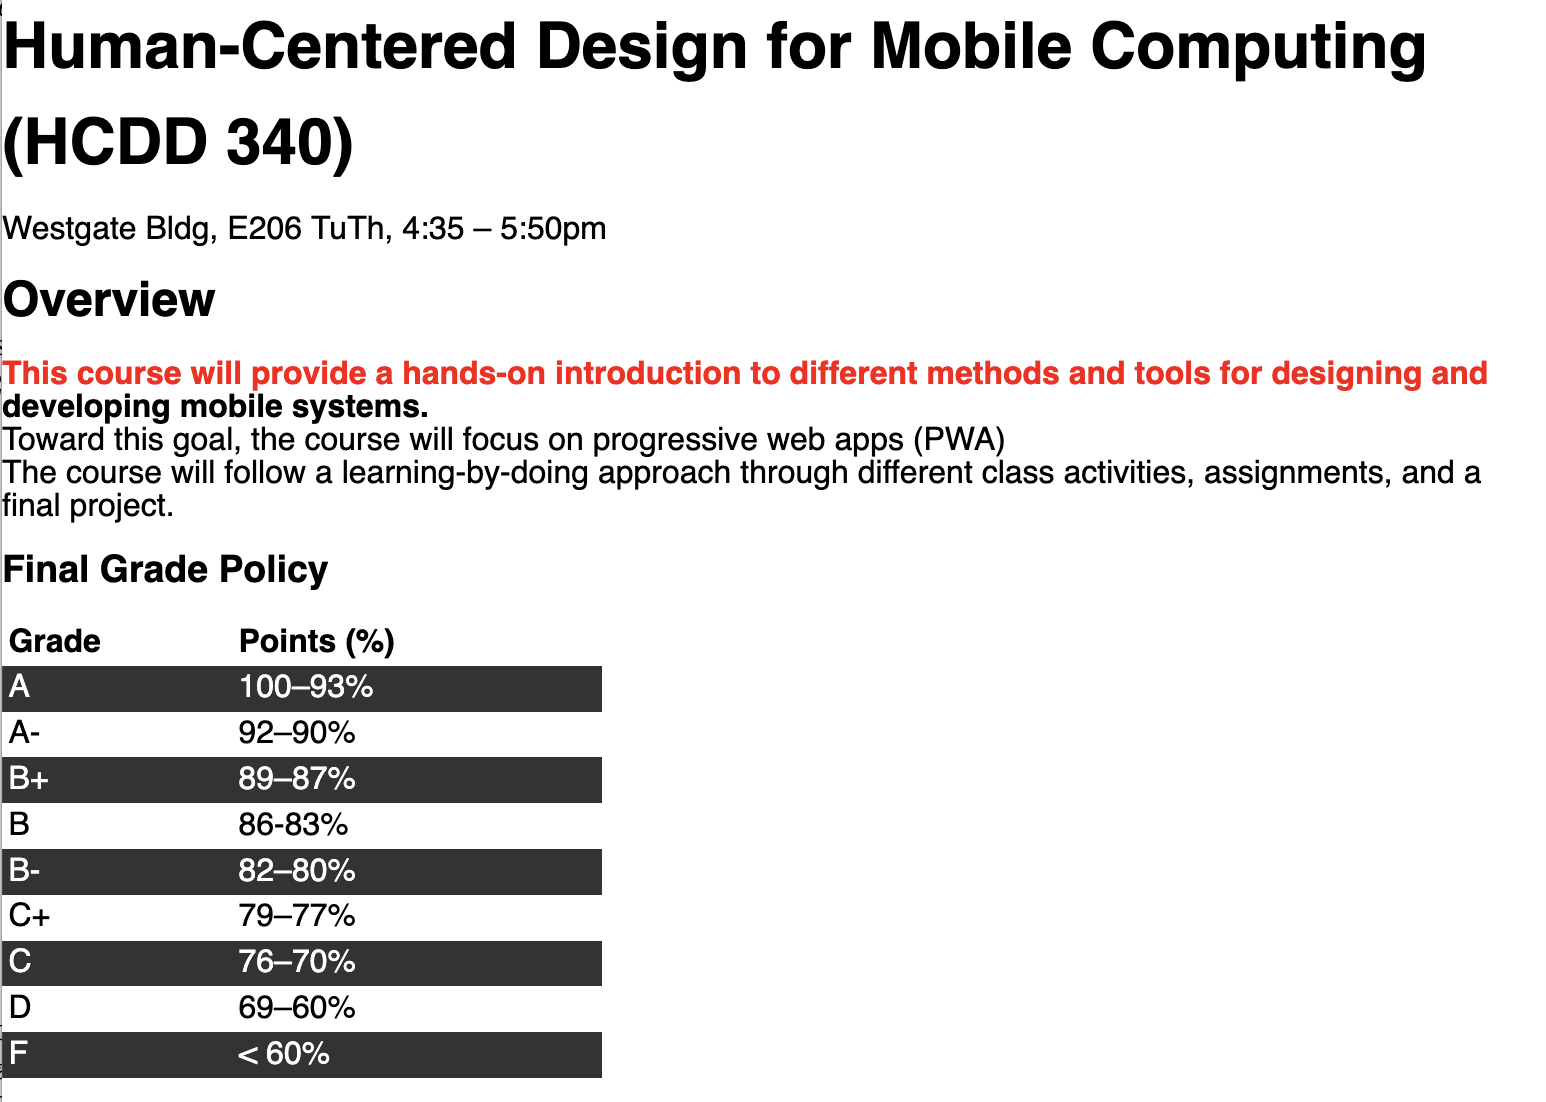 Human-Centered Design for Mobile Computing
(HCDD 340)
Westgate Bldg, E206 TuTh, 4:35 – 5:50pm
Overview
This course will provide a hands-on introduction to different methods and tools for designing and
developing mobile systems.
Toward this goal, the course will focus on progressive web apps (PWA)
The course will follow a learning-by-doing approach through different class activities, assignments, and a
final project.
Final Grade Policy
Grade Points (%)
A 100–93%
A- 92–90%
B+ 89–87%
B 86-83%
B- 82–80%
C+ 79–77%
C 76–70%
D 69–60%
F < 60%